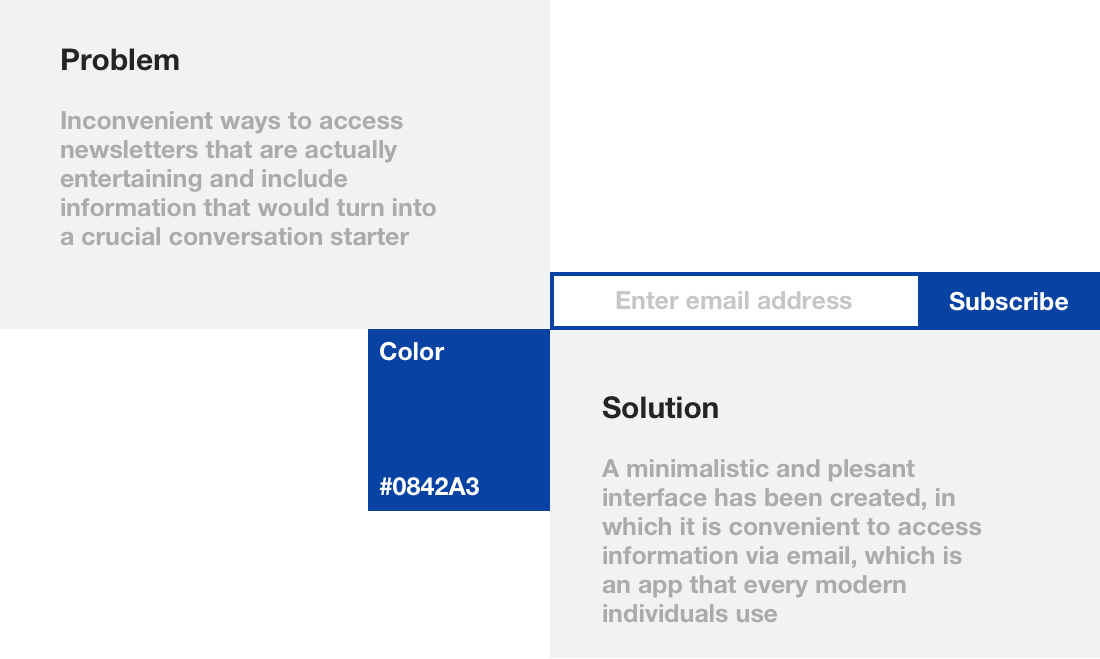 Problem
Inconvenient ways to access
newsletters that are actually
entertaining and include
information that would turn into
a crucial conversation starter
Enter email address
Subscribe
Color
#0842A3
Solution
A minimalistic and plesant
interface has been created, in
which it is convenient to access
information via email, which is
an app that every modern
individuals use